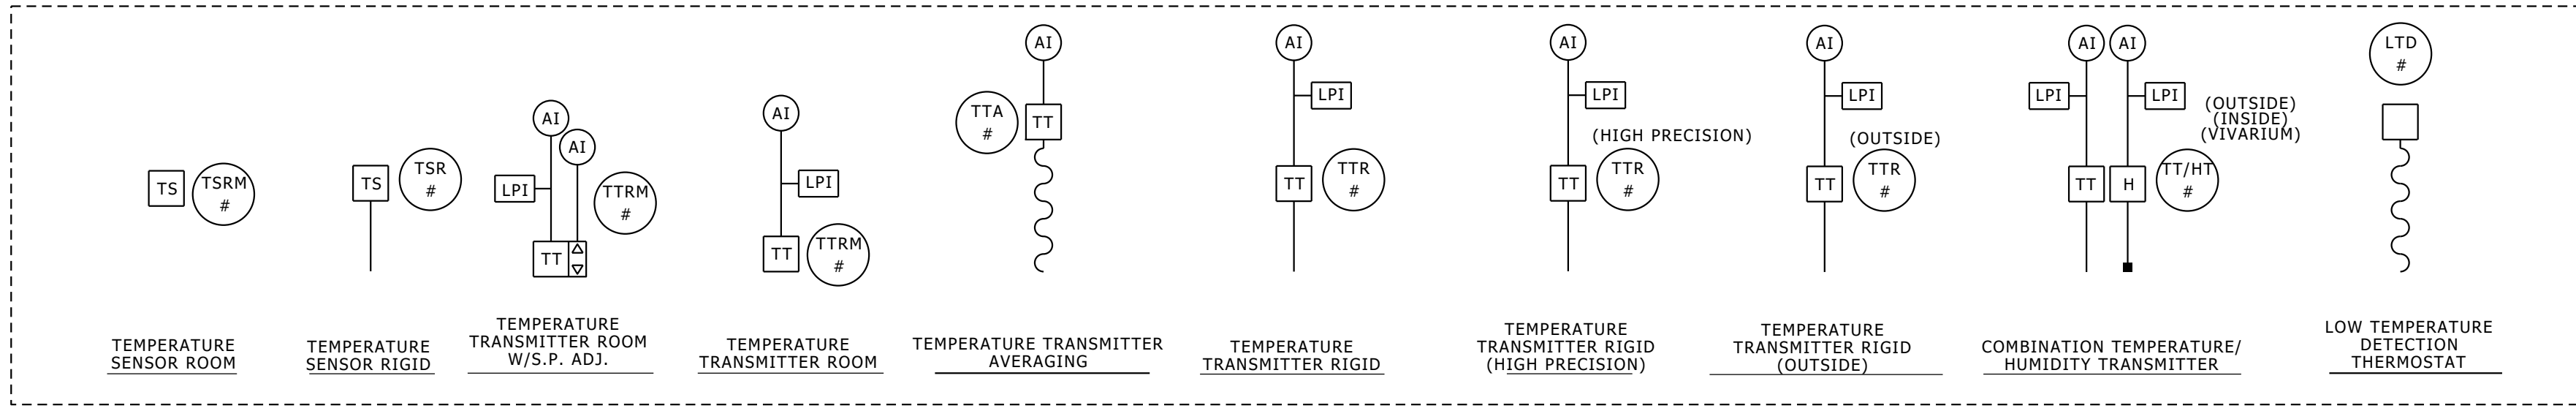 TS
TSRM
#
TEMPERATURE
SENSOR ROOM
TS
TSR
#
TEMPERATURE
SENSOR RIGID
AI
AI
LPI
TTRM
#
TT
TEMPERATURE
TRANSMITTER ROOM
W/S.P. ADJ.
AI
LPI
TT
TTRM
#
TEMPERATURE
TRANSMITTER ROOM
AI
TTA
#
TT
TEMPERATURE TRANSMITTER
AVERAGING
AI
LPI
TT
TTR
#
TEMPERATURE
TRANSMITTER RIGID
AI
LPI
(HIGH PRECISION)
TT
TTR
#
TEMPERATURE
TRANSMITTER RIGID
(HIGH PRECISION)
AI
LPI
(OUTSIDE)
TT
TTR
#
TEMPERATURE
TRANSMITTER RIGID
(OUTSIDE)
AI
AI
LPI
LPI
(OUTSIDE)
(INSIDE)
(VIVARIUM)
TT
H
TT/HT
#
COMBINATION TEMPERATURE/
HUMIDITY TRANSMITTER
LTD
#
LOW TEMPERATURE
DETECTION
THERMOSTAT